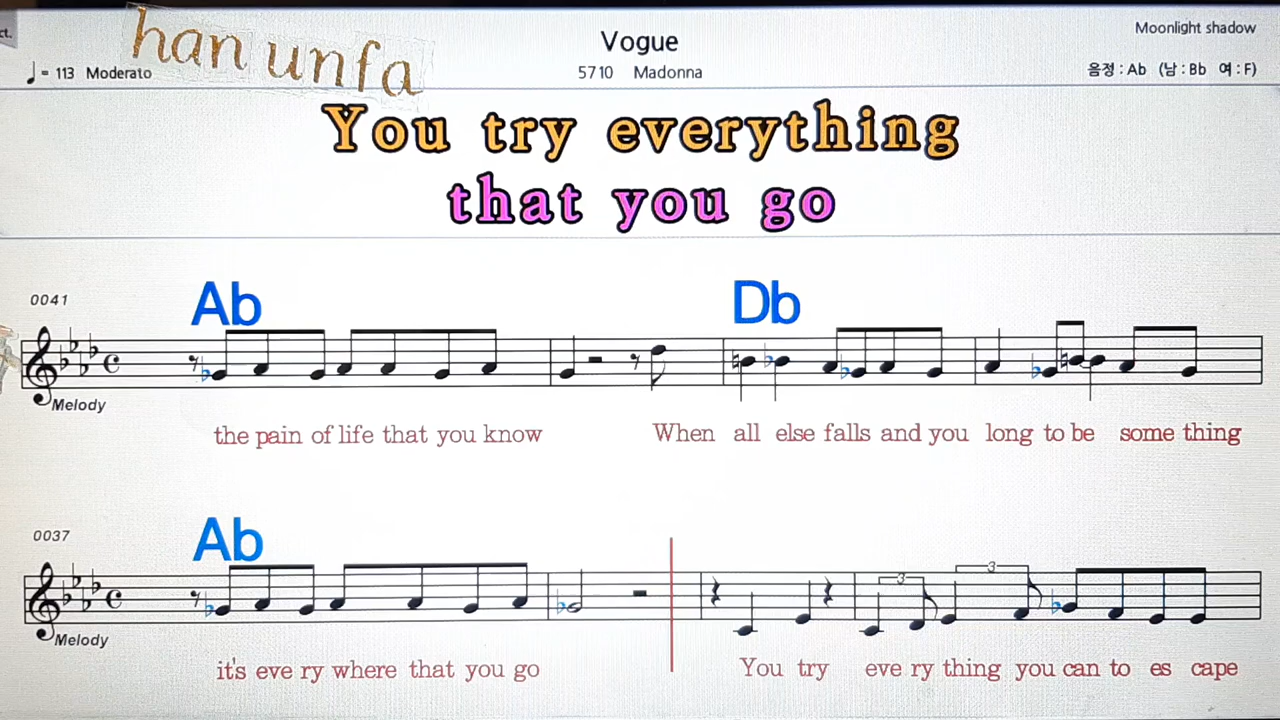 ct.
han unfa
Vogue
Moonlight shadow
♩= 113 Moderato
5710 Madonna
음정 : Ab (남 : Bb 여 : F)
You try everything
that you go
0041
Ab
Db
Melody
the pain of life that you know When all else falls and you long to be some thing
0037
Ab
3
3
Melody
it's eve ry where that you go You try eve ry thing you can to es cape